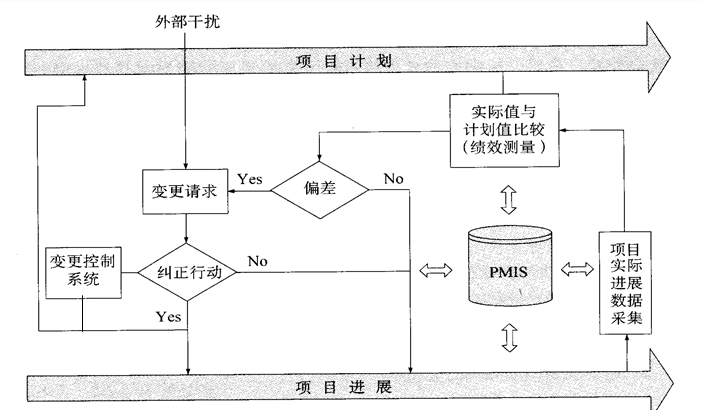 外部干扰
项目计划
实际值与
计划值比较
(绩效测量)
Yes
偏差
No
变更请求
变更控制
系统
纠正行动
No
PMIS
项目
实际
进展
数据
采集
Yes
项目进展